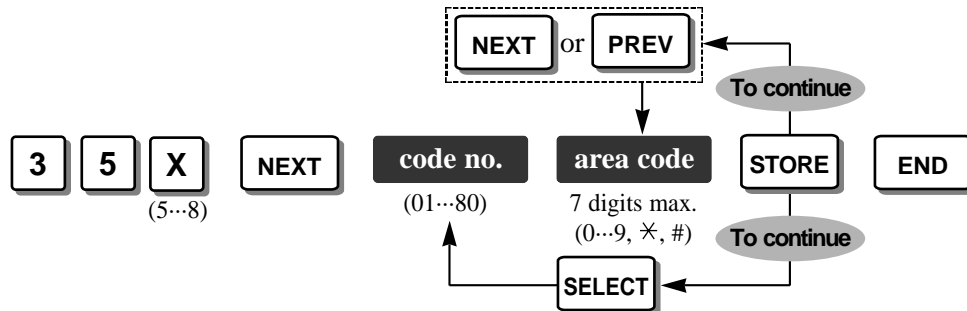 NEXT or PREV
To continue
3 5 X NEXT code no. area code STORE END
(5···8) (01···80) 7 digits max.
(0···9, ✳, #)
To continue
SELECT